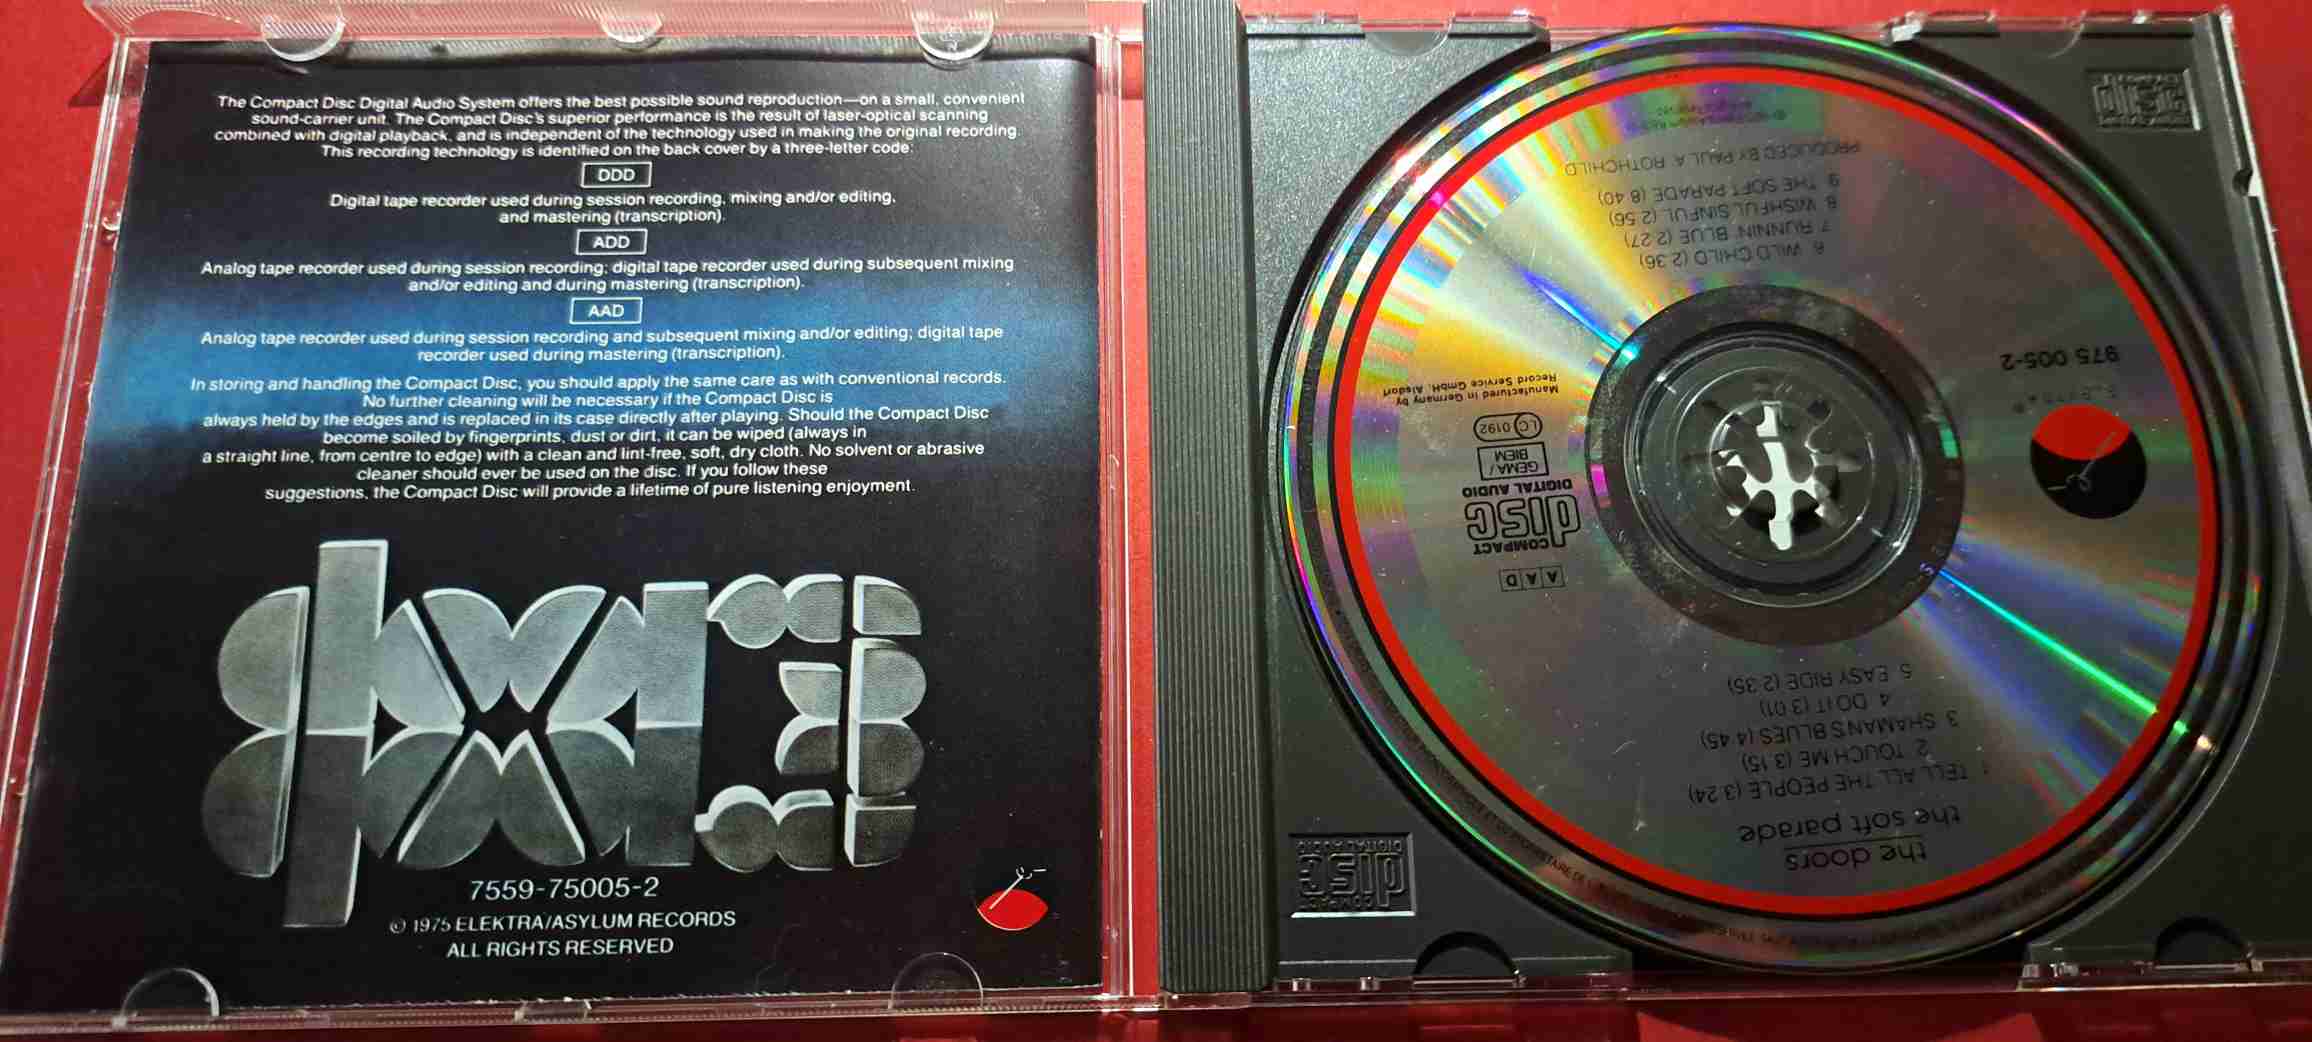 The Compact Disc Digital Audio System offers the best possible sound reproduction—on a small, convenient
sound-carrier unit. The Compact Disc's superior performance is the result of laser-optical scanning
combined with digital playback, and is independent of the technology used in making the original recording.
This recording technology is identified on the back cover by a three-letter code:
DDD
Digital tape recorder used during session recording, mixing and/or editing,
and mastering (transcription).
ADD
Analog tape recorder used during session recording; digital tape recorder used during subsequent mixing
and/or editing and during mastering (transcription).
AAD
Analog tape recorder used during session recording and subsequent mixing and/or editing; digital tape
recorder used during mastering (transcription).
In storing and handling the Compact Disc, you should apply the same care as with conventional records.
No further cleaning will be necessary if the Compact Disc is
always held by the edges and is replaced in its case directly after playing. Should the Compact Disc
become soiled by fingerprints, dust or dirt, it can be wiped (always in
a straight line, from centre to edge) with a clean and lint-free, soft, dry cloth. No solvent or abrasive
cleaner should ever be used on the disc. If you follow these
suggestions, the Compact Disc will provide a lifetime of pure listening enjoyment.
7559-75005-2
© 1975 ELEKTRA/ASYLUM RECORDS
ALL RIGHTS RESERVED
the doors
the soft parade
1. TELL ALL THE PEOPLE (3:24)
2. TOUCH ME (3:15)
3. SHAMAN'S BLUES (4:45)
4. DO IT (3:01)
5. EASY RIDE (2:35)
975 005-2
AAD
COMPACT
disc
DIGITAL AUDIO
GEMA/
BIEM
LC 0192
Manufactured in Germany by
Record Service GmbH, Alsdorf
6. WILD CHILD (2:36)
7. RUNNIN' BLUE (2:27)
8. WISHFUL SINFUL (2:56)
9. THE SOFT PARADE (8:40)
PRODUCED BY PAUL A. ROTHCHILD
COMPACT
disc
DIGITAL AUDIO
disc